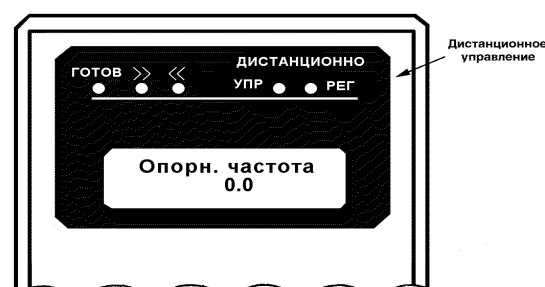 ДИСТАНЦИОННО
ГОТОВ >> <<
УПР РЕГ
Опорн. частота
0.0
Дистанционное
управление